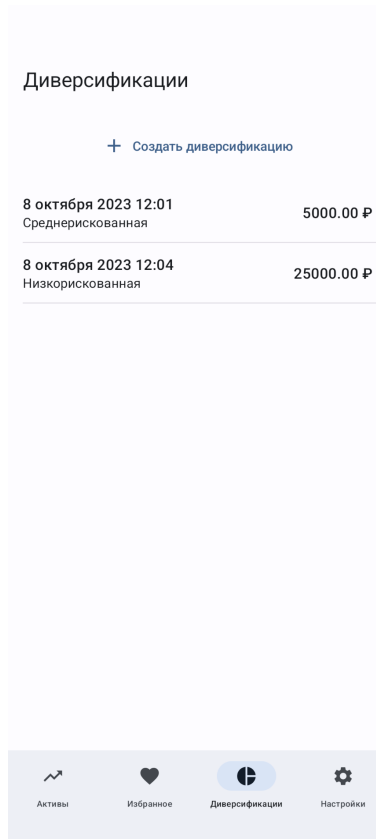 Диверсификации
+ Создать диверсификацию
8 октября 2023 12:01
Среднерискованная
5000.00 ₽
8 октября 2023 12:04
Низкорискованная
25000.00 ₽
Активы
Избранное
Диверсификации
Настройки